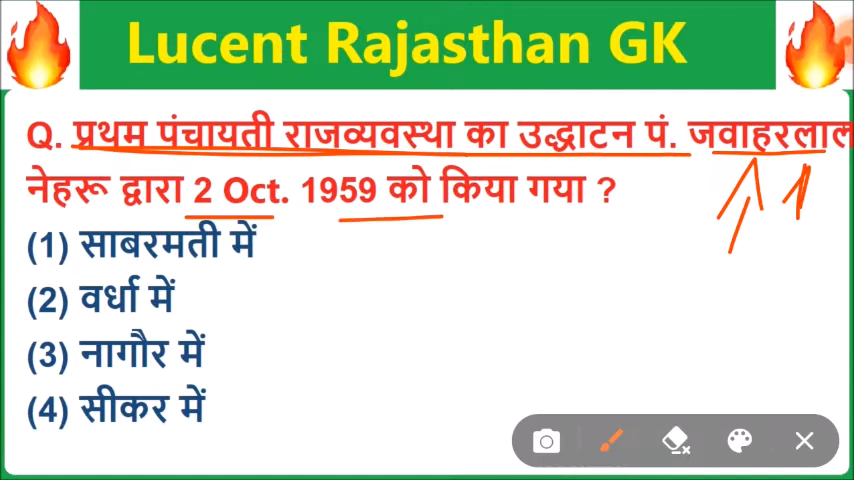 Lucent Rajasthan GK
Q. प्रथम पंचायती राजव्यवस्था का उद्धाटन पं. जवाहरलाल
नेहरू द्वारा 2 Oct. 1959 को किया गया ?
(1) साबरमती में
(2) वर्धा में
(3) नागौर में
(4) सीकर में